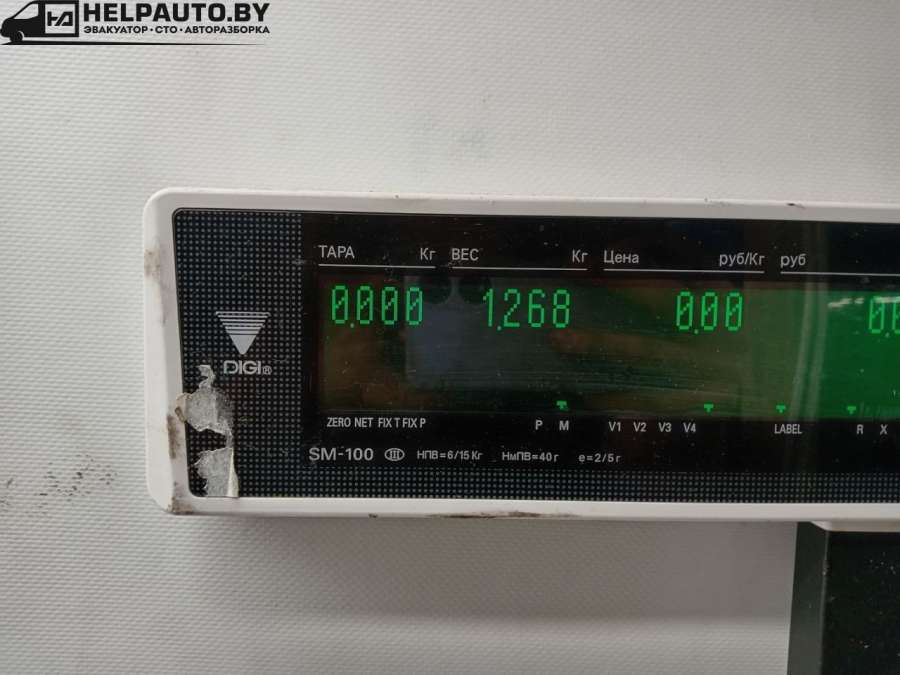 HELPAUTO.BY
ЭВАКУАТОР • СТО • АВТОРАЗБОРКА
ТАРА Кг ВЕС Кг Цена руб/Кг руб
0.000 1.268 0.00
DIGI®
ZERO NET FIX T FIX P P M V1 V2 V3 V4 LABEL R X
SM-100 III НПВ=6/15 Кг НмПВ=40 г e=2/5 г